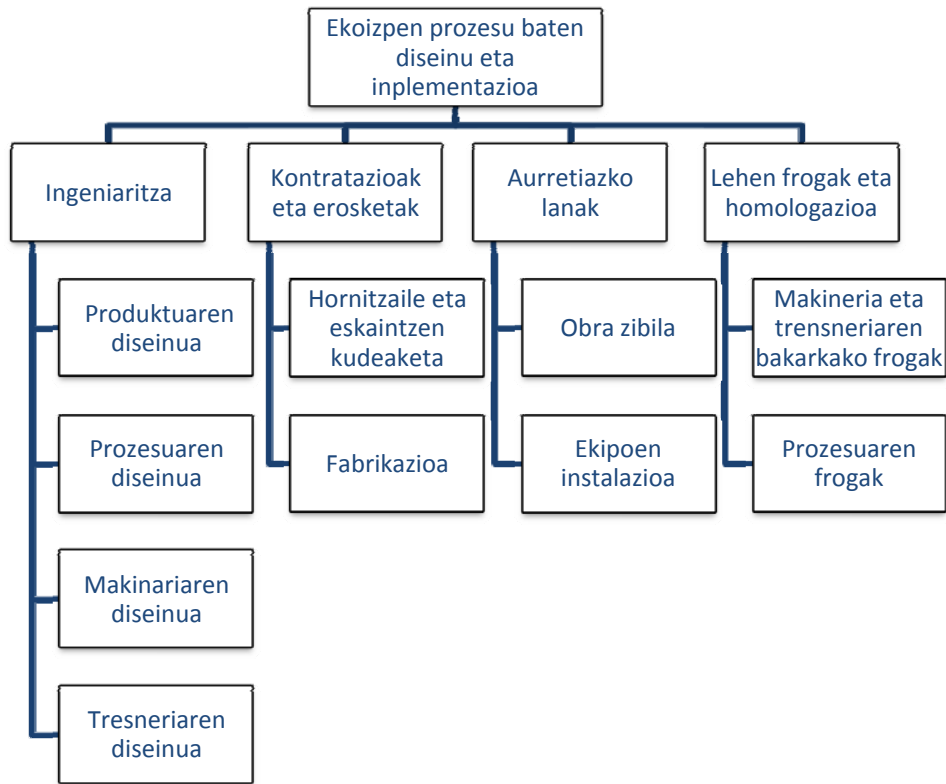 Ekoizpen prozesu baten
diseinu eta
inplementazioa
Ingeniaritza
Kontratazioak
eta erosketak
Aurretiazko
lanak
Lehen frogak eta
homologazioa
Produktuaren
diseinua
Hornitzaile eta
eskaintzen
kudeaketa
Obra zibila
Makineria eta
trensneriaren
bakarkako frogak
Prozesuaren
diseinua
Fabrikazioa
Ekipoen
instalazioa
Prozesuaren
frogak
Makinariaren
diseinua
Tresneriaren
diseinua